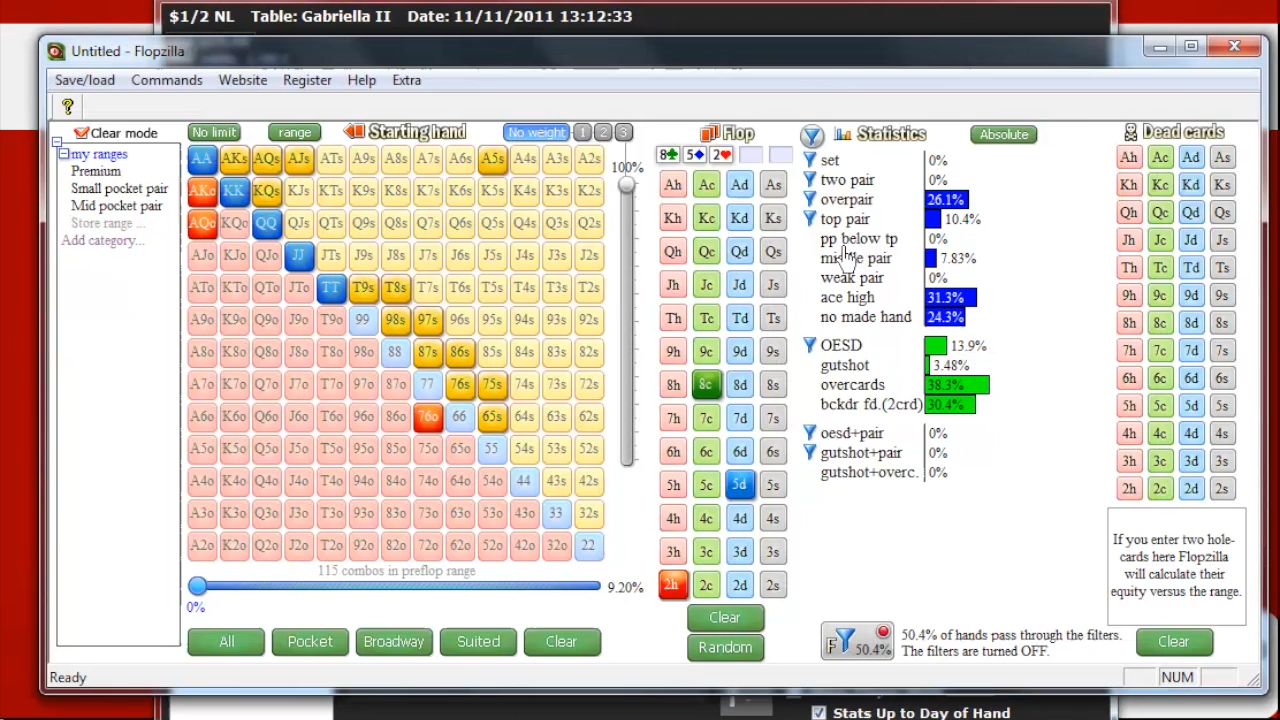 $1/2 NL Table: Gabriella II Date: 11/11/2011 13:12:33
Untitled - Flopzilla
Save/load Commands Website Register Help Extra
?
Clear mode
my ranges
Premium
Small pocket pair
Mid pocket pair
Store range ...
Add category...
No limit range Starting hand No weight 1 2 3
AA AKs AQs AJs ATs A9s A8s A7s A6s A5s A4s A3s A2s
AKo KK KQs KJs KTs K9s K8s K7s K6s K5s K4s K3s K2s
AQo KQo QQ QJs QTs Q9s Q8s Q7s Q6s Q5s Q4s Q3s Q2s
AJo KJo QJo JJ JTs J9s J8s J7s J6s J5s J4s J3s J2s
ATo KTo QTo JTo TT T9s T8s T7s T6s T5s T4s T3s T2s
A9o K9o Q9o J9o T9o 99 98s 97s 96s 95s 94s 93s 92s
A8o K8o Q8o J8o T8o 98o 88 87s 86s 85s 84s 83s 82s
A7o K7o Q7o J7o T7o 97o 87o 77 76s 75s 74s 73s 72s
A6o K6o Q6o J6o T6o 96o 86o 76o 66 65s 64s 63s 62s
A5o K5o Q5o J5o T5o 95o 85o 75o 65o 55 54s 53s 52s
A4o K4o Q4o J4o T4o 94o 84o 74o 64o 54o 44 43s 42s
A3o K3o Q3o J3o T3o 93o 83o 73o 63o 53o 43o 33 32s
A2o K2o Q2o J2o T2o 92o 82o 72o 62o 52o 42o 32o 22
100%
115 combos in preflop range
9.20%
0%
All Pocket Broadway Suited Clear
Flop
8♣ 5♦ 2♥
Ah Ac Ad As
Kh Kc Kd Ks
Qh Qc Qd Qs
Jh Jc Jd Js
Th Tc Td Ts
9h 9c 9d 9s
8h 8c 8d 8s
7h 7c 7d 7s
6h 6c 6d 6s
5h 5c 5d 5s
4h 4c 4d 4s
3h 3c 3d 3s
2h 2c 2d 2s
Clear
Random
Statistics Absolute
set 0%
two pair 0%
overpair 26.1%
top pair 10.4%
pp below tp 0%
pair 7.83%
weak pair 0%
ace high 31.3%
no made hand 24.3%
OESD 13.9%
gutshot 3.48%
overcards 38.3%
bckdr fd.(2crd) 30.4%
oesd+pair 0%
gutshot+pair 0%
gutshot+overc. 0%
F 50.4%
50.4% of hands pass through the filters.
The filters are turned OFF.
Dead cards
Ah Ac Ad As
Kh Kc Kd Ks
Qh Qc Qd Qs
Jh Jc Jd Js
Th Tc Td Ts
9h 9c 9d 9s
8h 8c 8d 8s
7h 7c 7d 7s
6h 6c 6d 6s
5h 5c 5d 5s
4h 4c 4d 4s
3h 3c 3d 3s
2h 2c 2d 2s
If you enter two hole-
cards here Flopzilla
will calculate their
equity versus the range.
Clear
Ready NUM
Stats Up to Day of Hand